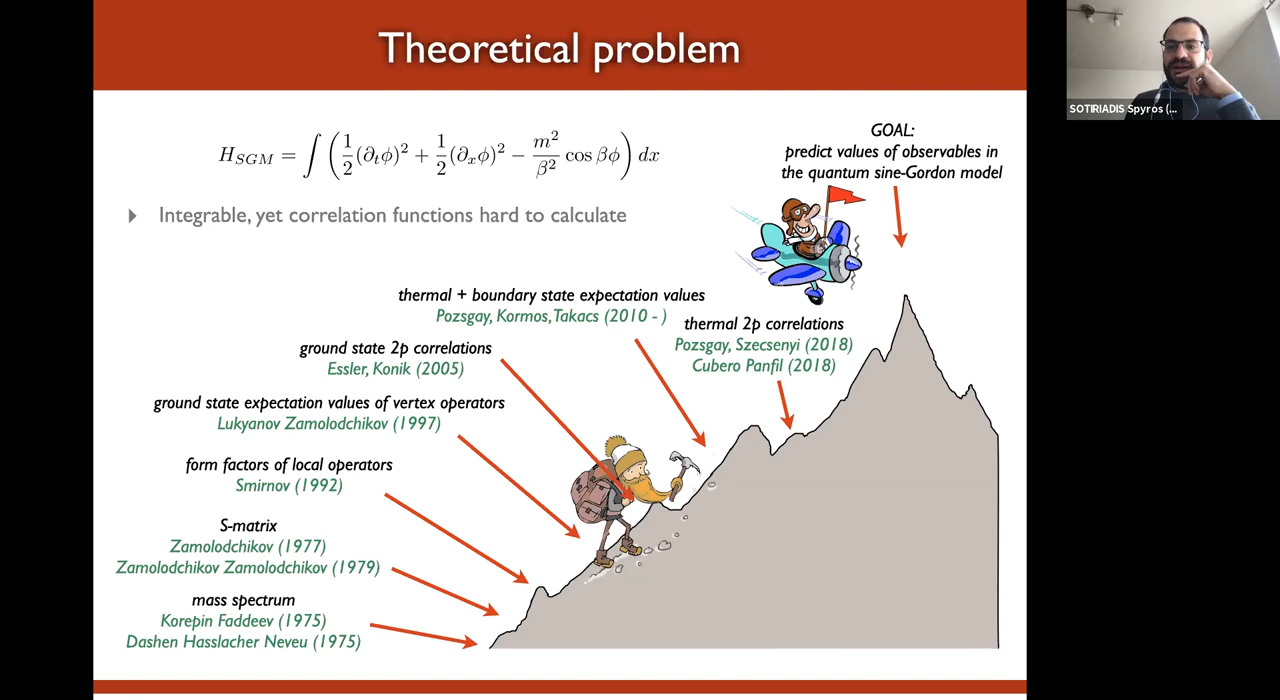 Theoretical problem
SOTIRIADIS Spyros (...
H_{SGM} = ∫ ( 1/2 (∂_tϕ)^2 + 1/2 (∂_xϕ)^2 − m^2/β^2 cos βϕ ) dx
GOAL:
predict values of observables in
the quantum sine-Gordon model
Integrable, yet correlation functions hard to calculate
thermal + boundary state expectation values
Pozsgay, Kormos,Takacs (2010 - )
thermal 2p correlations
Pozsgay, Szecsenyi (2018)
Cubero Panfil (2018)
ground state 2p correlations
Essler, Konik (2005)
ground state expectation values of vertex operators
Lukyanov Zamolodchikov (1997)
form factors of local operators
Smirnov (1992)
S-matrix
Zamolodchikov (1977)
Zamolodchikov Zamolodchikov (1979)
mass spectrum
Korepin Faddeev (1975)
Dashen Hasslacher Neveu (1975)